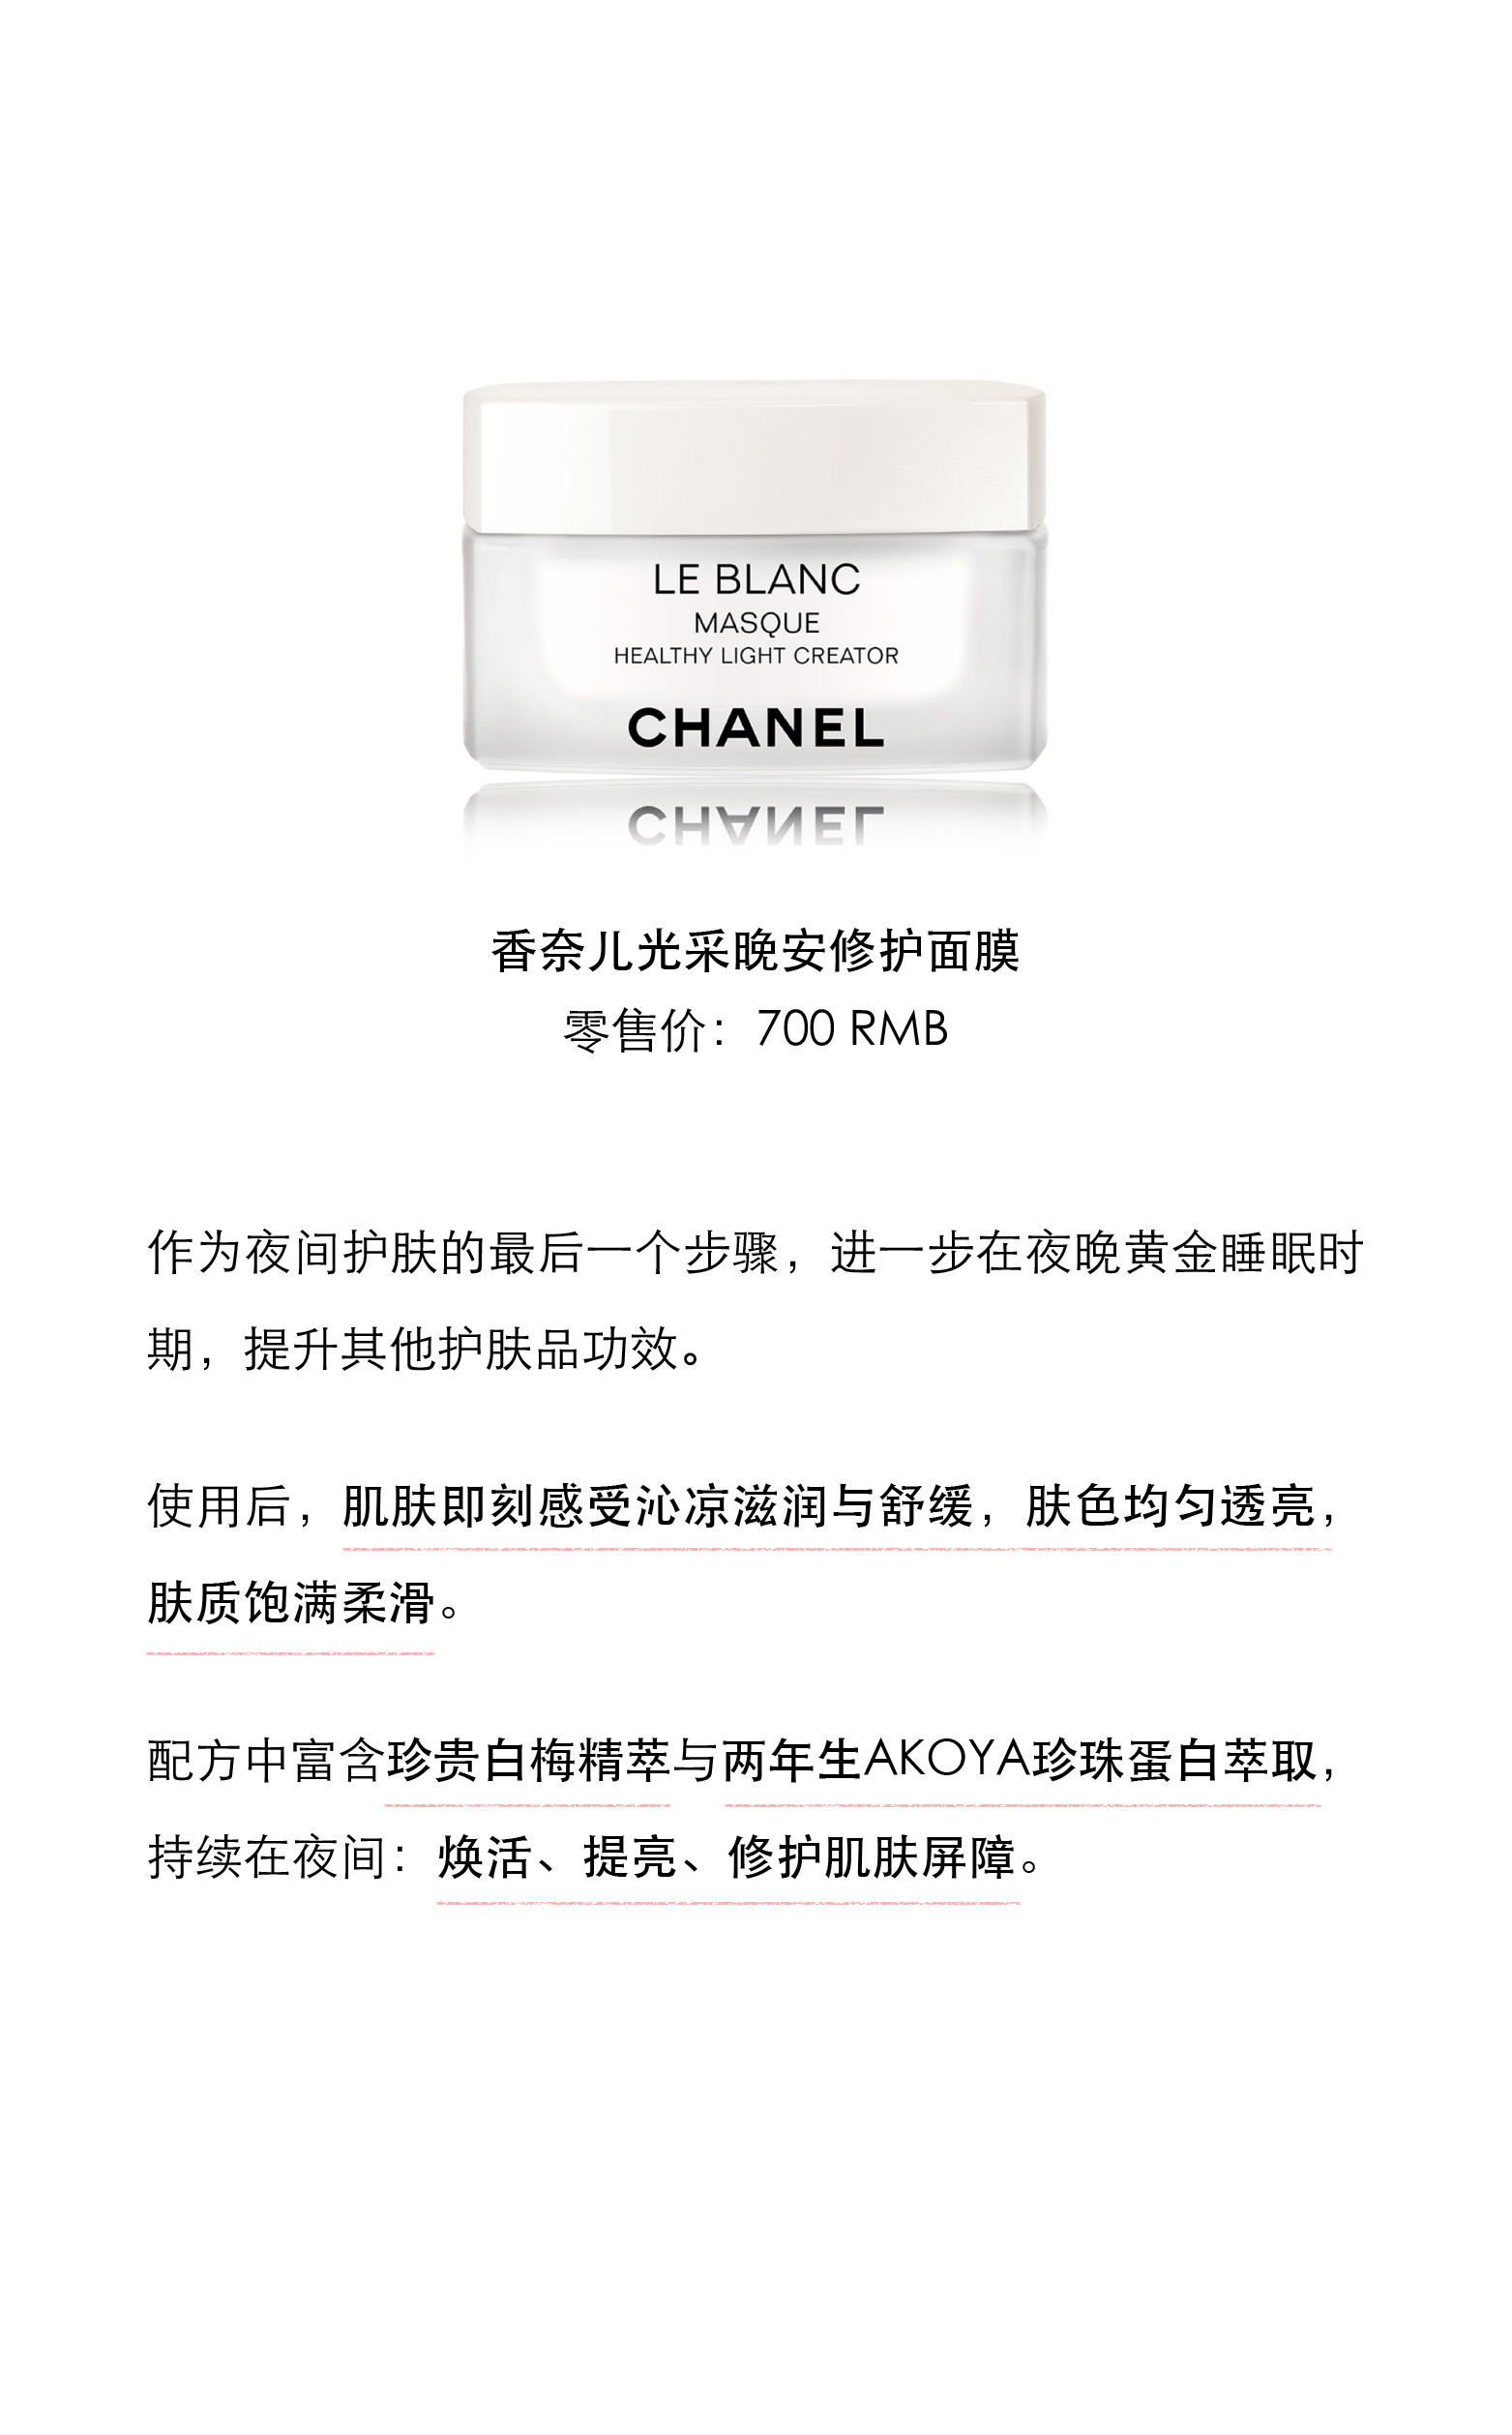 LE BLANC
MASQUE
HEALTHY LIGHT CREATOR
CHANEL
香奈儿光采晚安修护面膜
零售价：700 RMB
作为夜间护肤的最后一个步骤，进一步在夜晚黄金睡眠时
期，提升其他护肤品功效。
使用后，肌肤即刻感受沁凉滋润与舒缓，肤色均匀透亮，
肤质饱满柔滑。
配方中富含珍贵白梅精萃与两年生AKOYA珍珠蛋白萃取，
持续在夜间：焕活、提亮、修护肌肤屏障。